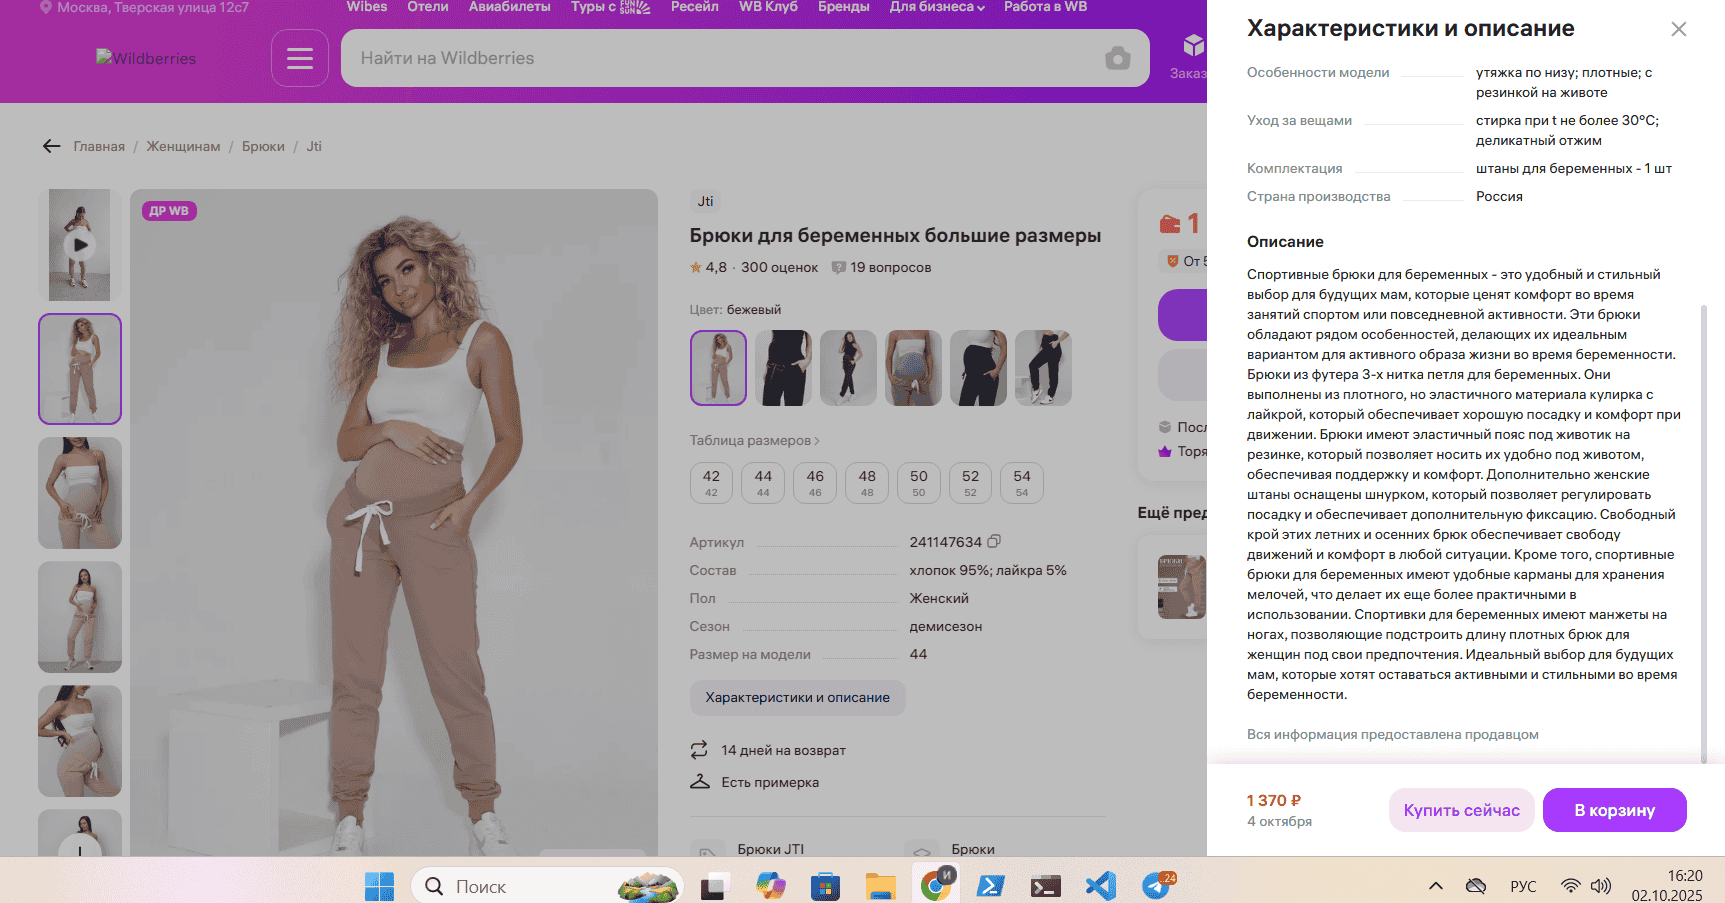 Москва, Тверская улица 12с7
Wibes Отели Авиабилеты Туры с FUN SUN Ресейл WB Клуб Бренды Для бизнеса Работа в WB
Wildberries
Найти на Wildberries
Заказ
Главная / Женщинам / Брюки / Jti
ДР WB
Jti
Брюки для беременных большие размеры
4,8 · 300 оценок 19 вопросов
Цвет: бежевый
Таблица размеров
42 44 46 48 50 52 54
42 44 46 48 50 52 54
Артикул 241147634
Состав хлопок 95%; лайкра 5%
Пол Женский
Сезон демисезон
Размер на модели 44
Характеристики и описание
14 дней на возврат
Есть примерка
Брюки JTI
Брюки
1
От 5
Посл
Торя
Ещё пред
Характеристики и описание
Особенности модели утяжка по низу; плотные; с
резинкой на животе
Уход за вещами стирка при t не более 30°C;
деликатный отжим
Комплектация штаны для беременных - 1 шт
Страна производства Россия
Описание
Спортивные брюки для беременных - это удобный и стильный
выбор для будущих мам, которые ценят комфорт во время
занятий спортом или повседневной активности. Эти брюки
обладают рядом особенностей, делающих их идеальным
вариантом для активного образа жизни во время беременности.
Брюки из футера 3-х нитка петля для беременных. Они
выполнены из плотного, но эластичного материала кулирка с
лайкрой, который обеспечивает хорошую посадку и комфорт при
движении. Брюки имеют эластичный пояс под животик на
резинке, который позволяет носить их удобно под животом,
обеспечивая поддержку и комфорт. Дополнительно женские
штаны оснащены шнурком, который позволяет регулировать
посадку и обеспечивает дополнительную фиксацию. Свободный
крой этих летних и осенних брюк обеспечивает свободу
движений и комфорт в любой ситуации. Кроме того, спортивные
брюки для беременных имеют удобные карманы для хранения
мелочей, что делает их еще более практичными в
использовании. Спортивки для беременных имеют манжеты на
ногах, позволяющие подстроить длину плотных брюк для
женщин под свои предпочтения. Идеальный выбор для будущих
мам, которые хотят оставаться активными и стильными во время
беременности.
Вся информация предоставлена продавцом
1 370 ₽
4 октября
Купить сейчас
В корзину
Поиск
И
24
РУС
16:20
02.10.2025